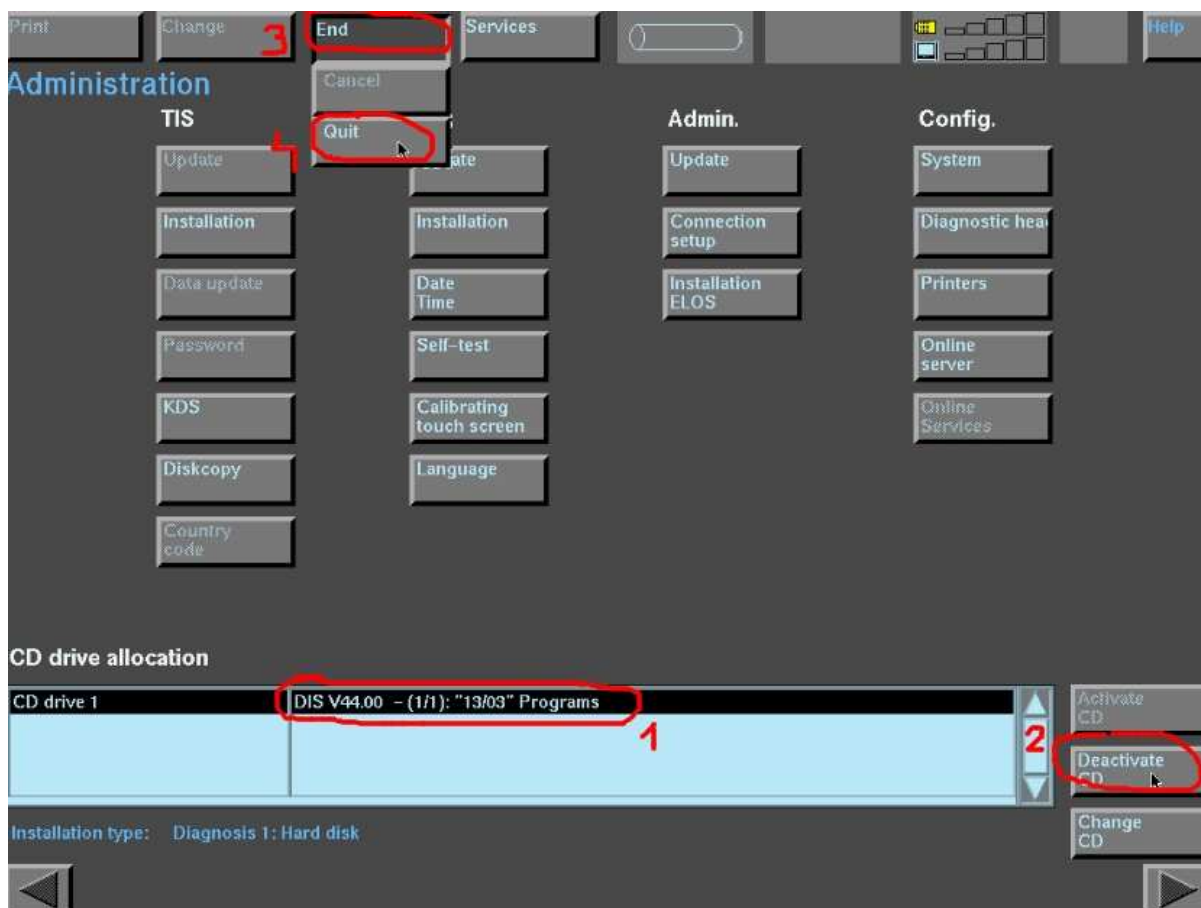 Print
Change
3
End
Services
Help
Cancel
4
Quit
Administration
TIS
Admin.
Config.
Update
ate
Update
System
Installation
Installation
Connection
setup
Diagnostic hea
Data update
Date
Time
Installation
ELOS
Printers
Password
Self-test
Online
server
KDS
Calibrating
touch screen
Online
Services
Diskcopy
Language
Country
code
CD drive allocation
CD drive 1
DIS V44.00 - (1/1): "13/03" Programs
1
2
Activate
CD
Deactivate
CD
Change
CD
Installation type: Diagnosis 1: Hard disk